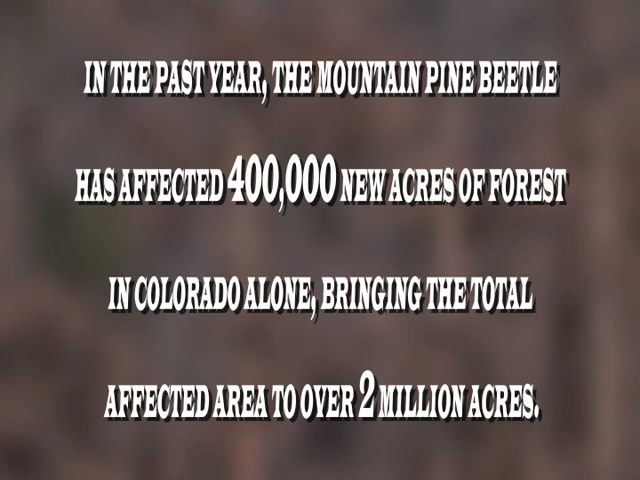 IN THE PAST YEAR, THE MOUNTAIN PINE BEETLE
HAS AFFECTED 400,000 NEW ACRES OF FOREST
IN COLORADO ALONE, BRINGING THE TOTAL
AFFECTED AREA TO OVER 2 MILLION ACRES.